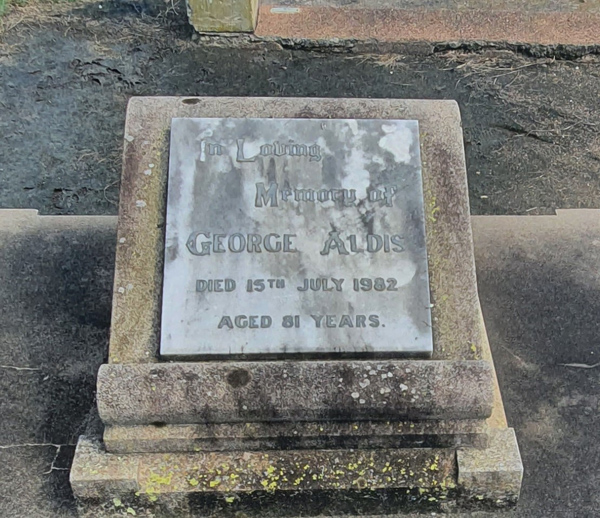 In Loving
Memory of
GEORGE ALDIS
DIED 15TH JULY 1982
AGED 81 YEARS.